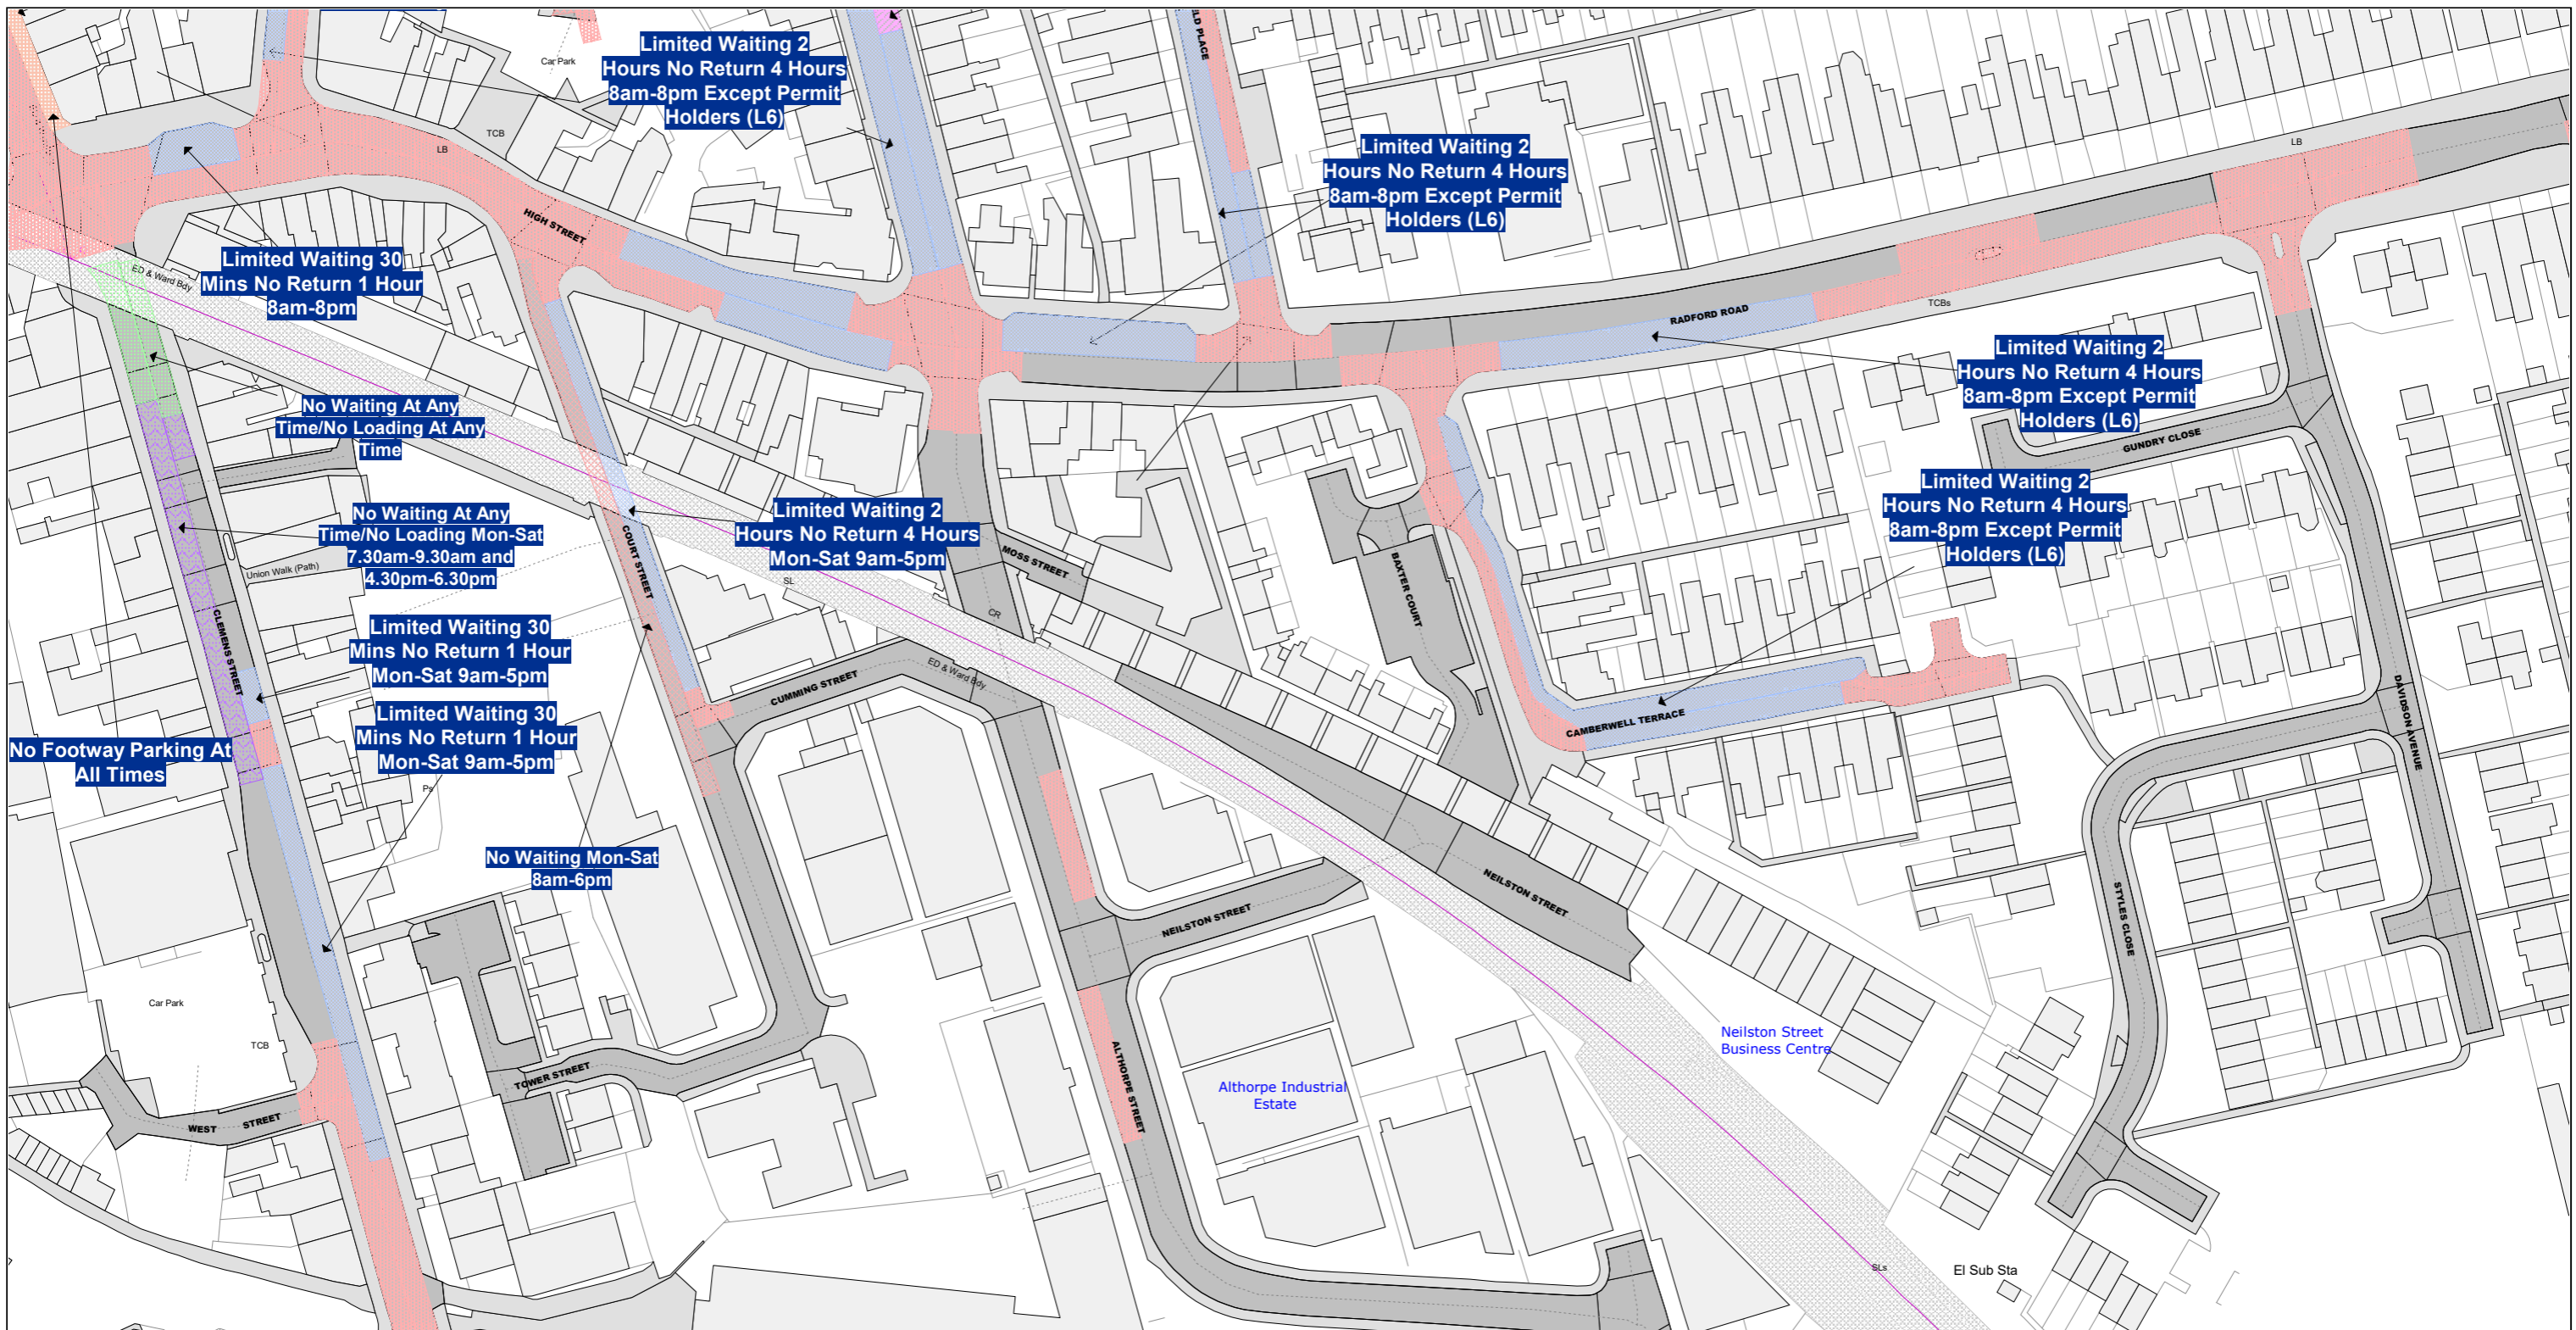 Limited Waiting 2
Hours No Return 4 Hours
8am-8pm Except Permit
Holders (L6)
Car Park
TCB
LB
HIGH STREET
LD PLACE
Limited Waiting 2
Hours No Return 4 Hours
8am-8pm Except Permit
Holders (L6)
LB
ED & Ward Bdy
Limited Waiting 30
Mins No Return 1 Hour
8am-8pm
RADFORD ROAD
TCBs
Limited Waiting 2
Hours No Return 4 Hours
8am-8pm Except Permit
Holders (L6)
GUNDRY CLOSE
No Waiting At Any
Time/No Loading At Any
Time
Limited Waiting 2
Hours No Return 4 Hours
8am-8pm Except Permit
Holders (L6)
No Waiting At Any
Time/No Loading Mon-Sat
7.30am-9.30am and
4.30pm-6.30pm
Union Walk (Path)
CLEMENS STREET
COURT STREET
Limited Waiting 2
Hours No Return 4 Hours
Mon-Sat 9am-5pm
SL
MOSS STREET
CR
BAXTER COURT
Limited Waiting 30
Mins No Return 1 Hour
Mon-Sat 9am-5pm
ED & Ward Bdy
CUMMING STREET
CAMBERWELL TERRACE
DAVIDSON AVENUE
Limited Waiting 30
Mins No Return 1 Hour
Mon-Sat 9am-5pm
No Footway Parking At
All Times
Ps
No Waiting Mon-Sat
8am-6pm
NEILSTON STREET
NEILSTON STREET
STYLES CLOSE
Car Park
TCB
TOWER STREET
WEST STREET
ALTHORPE STREET
Althorpe Industrial
Estate
Neilston Street
Business Centre
SLs
El Sub Sta